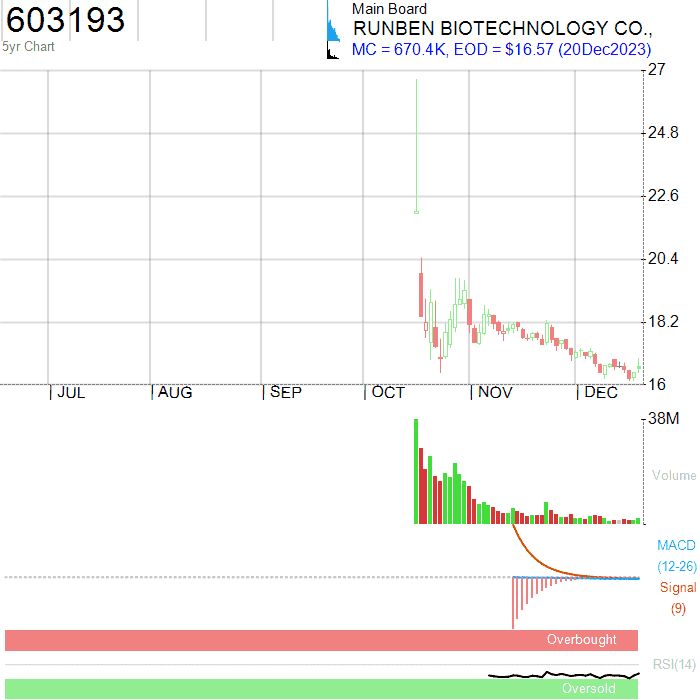 603193
5yr Chart
Main Board
RUNBEN BIOTECHNOLOGY CO.,
MC = 670.4K, EOD = $16.57 (20Dec2023)
27
24.8
22.6
20.4
18.2
16
JUL AUG SEP OCT NOV DEC
38M
Volume
MACD
(12-26)
Signal
(9)
Overbought
RSI(14)
Oversold